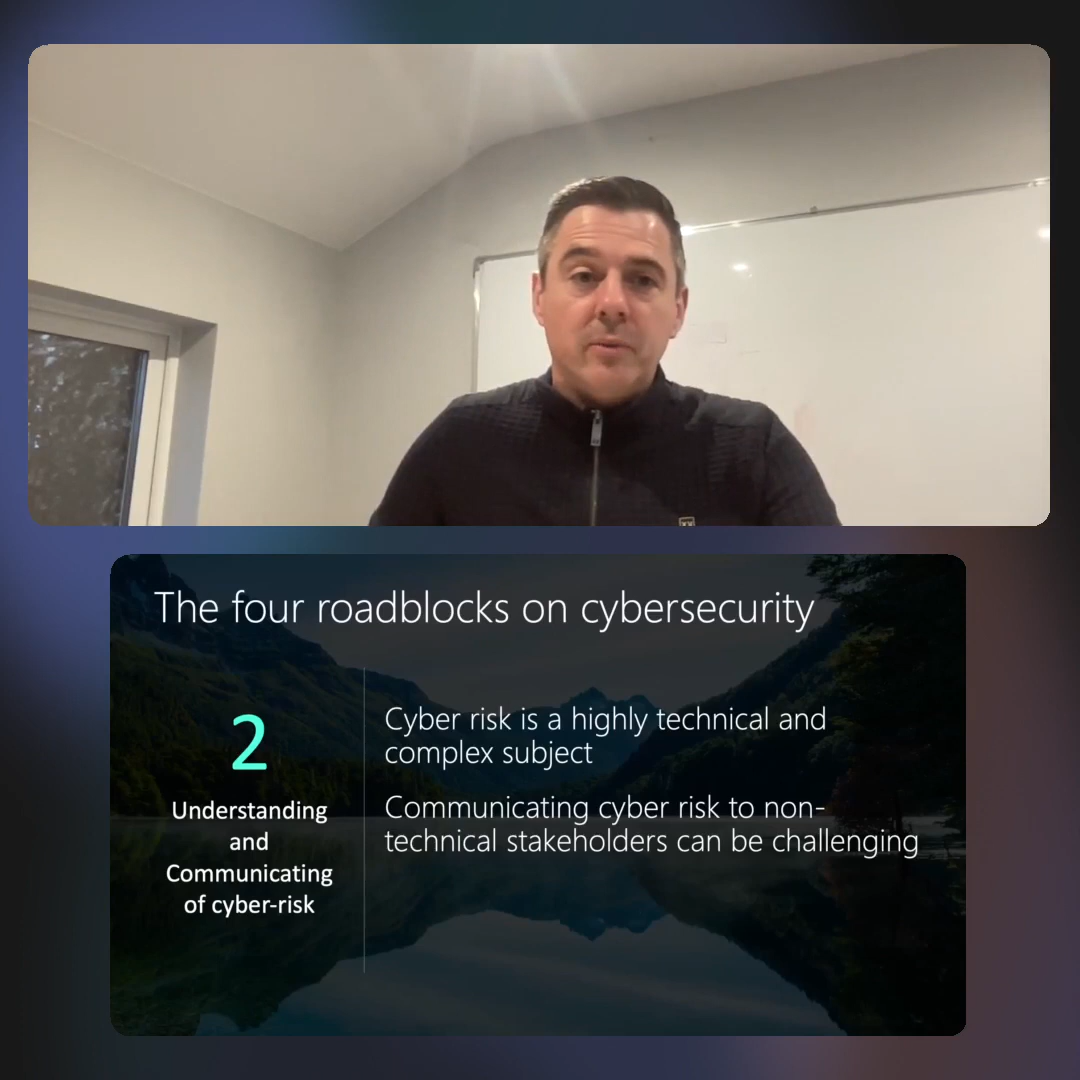 The four roadblocks on cybersecurity
2
Understanding
and
Communicating
of cyber-risk
Cyber risk is a highly technical and
complex subject
Communicating cyber risk to non-
technical stakeholders can be challenging